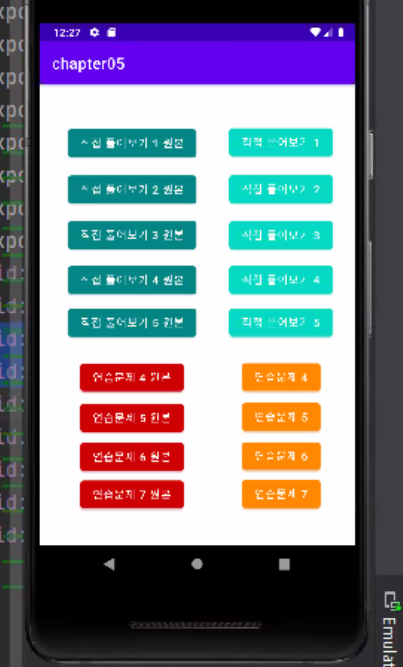 12:27
chapter05
직접 풀어보기 1 원본
직접 풀어보기 1
직접 풀어보기 2 원본
직접 풀어보기 2
직접 풀어보기 3 원본
직접 풀어보기 3
직접 풀어보기 4 원본
직접 풀어보기 4
직접 풀어보기 5 원본
직접 풀어보기 5
연습문제 4 원본
연습문제 4
연습문제 5 원본
연습문제 5
연습문제 6 원본
연습문제 6
연습문제 7 원본
연습문제 7
id:
id:
id:
id:
id:
id:
id:
id:
id:
Emulat